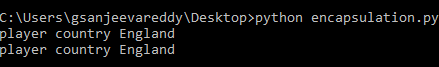 C:\Users\gsanjeevareddy\Desktop>python encapsulation.py
player country England
player country England